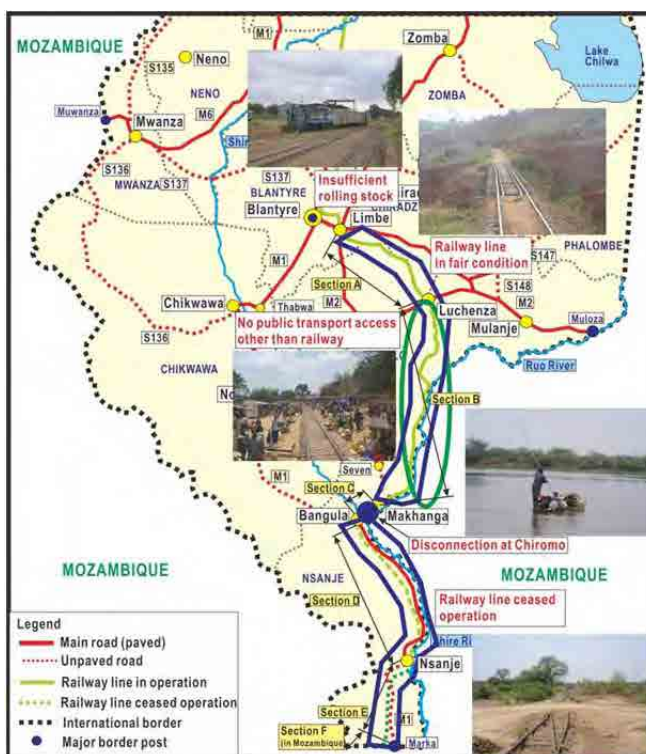 MOZAMBIQUE
M1
Zomba
Lake
Chilwa
Neno
S135
NENO
ZOMBA
Muwanza
M6
Mwanza
S136
S137
MWANZA
S137
BLANTYRE
Insufficient
rolling stock
Blantyre
Limbe
PHALOMBE
Railway line
in fair condition
S147
M1
Section A
S148
M2
M2
Chikwawa
Thabwa
Luchenza
Mulanje
Muloza
No public transport access
other than railway
S136
CHIKWAWA
Ruo River
Section B
M1
Seven
Section C
Bangula
Makhanga
Disconnection at Chiromo
MOZAMBIQUE
NSANJE
MOZAMBIQUE
Section D
Railway line ceased
operation
Nsanje
Section E
M1
Section F
(in Mozambique)
Marka
Legend
Main road (paved)
Unpaved road
Railway line in operation
Railway line ceased operation
International border
Major border post